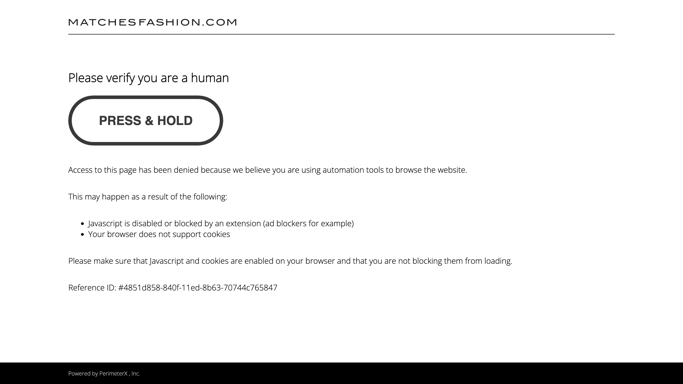 MATCHESFASHION.COM
Please verify you are a human
PRESS & HOLD
Access to this page has been denied because we believe you are using automation tools to browse the website.
This may happen as a result of the following:
Javascript is disabled or blocked by an extension (ad blockers for example)
Your browser does not support cookies
Please make sure that Javascript and cookies are enabled on your browser and that you are not blocking them from loading.
Reference ID: #4851d858-840f-11ed-8b63-70744c765847
Powered by PerimeterX , Inc.